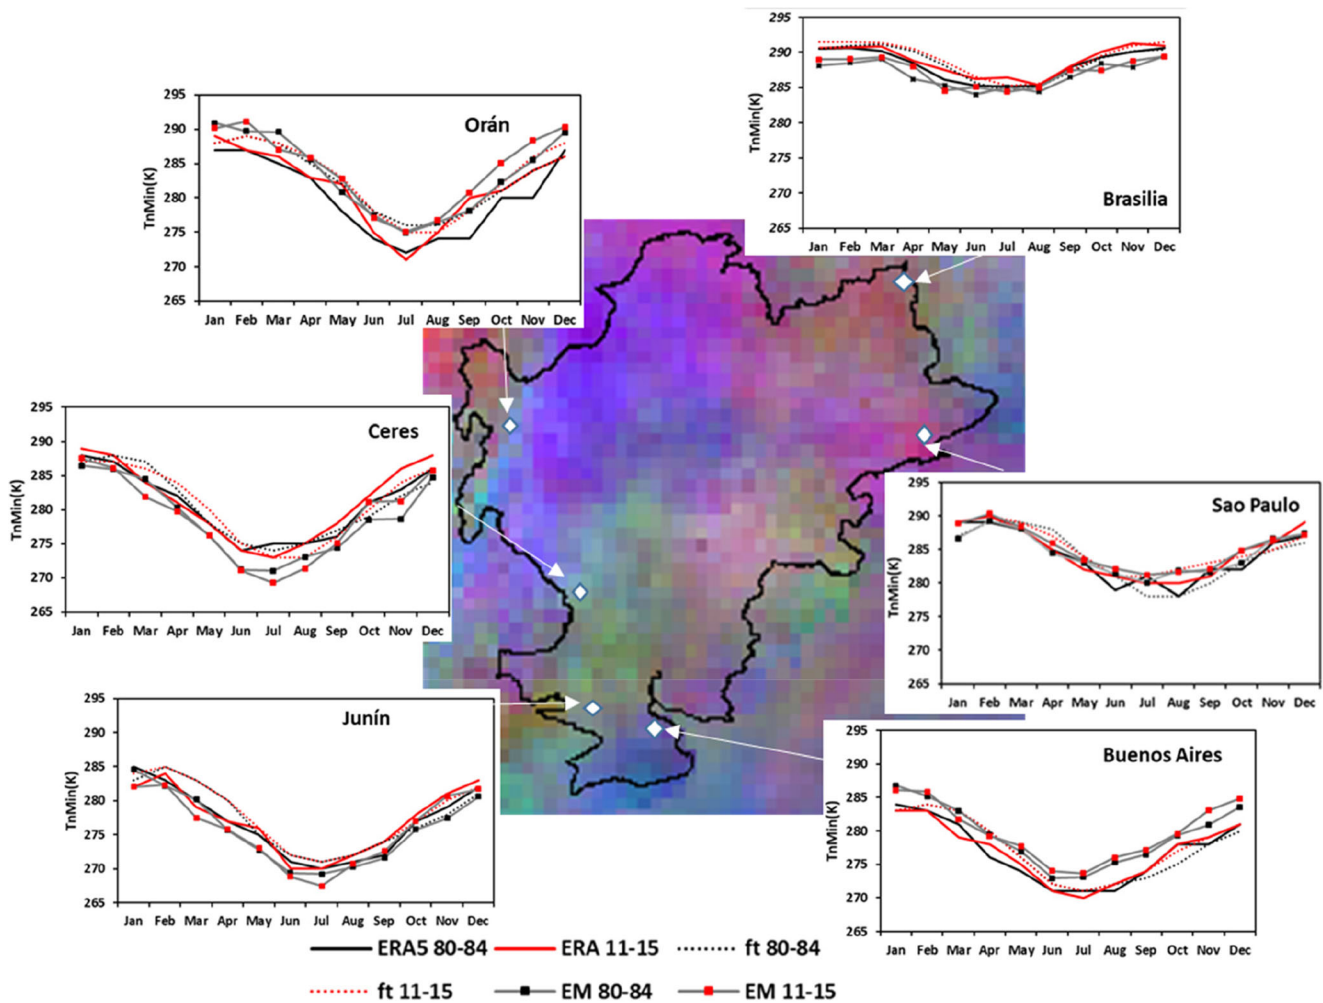 295
290
285
280
275
270
265
TnMin(K)
Brasilia
Jan Feb Mar Apr May Jun Jul Aug Sep Oct Nov Dec
295
290
285
280
275
270
265
TnMin(K)
Orán
Jan Feb Mar Apr May Jun Jul Aug Sep Oct Nov Dec
295
290
285
280
275
270
265
TnMin(K)
Ceres
Jan Feb Mar Apr May Jun Jul Aug Sep Oct Nov Dec
295
290
285
280
275
270
265
TnMin(K)
Sao Paulo
Jan Feb Mar Apr May Jun Jul Aug Sep Oct Nov Dec
295
290
285
280
275
270
265
TnMin(K)
Junín
Jan Feb Mar Apr May Jun Jul Aug Sep Oct Nov Dec
295
290
285
280
275
270
265
TnMin(K)
Buenos Aires
Jan Feb Mar Apr May Jun Jul Aug Sep Oct Nov Dec
ERA5 80-84 ERA 11-15 ft 80-84
ft 11-15 EM 80-84 EM 11-15